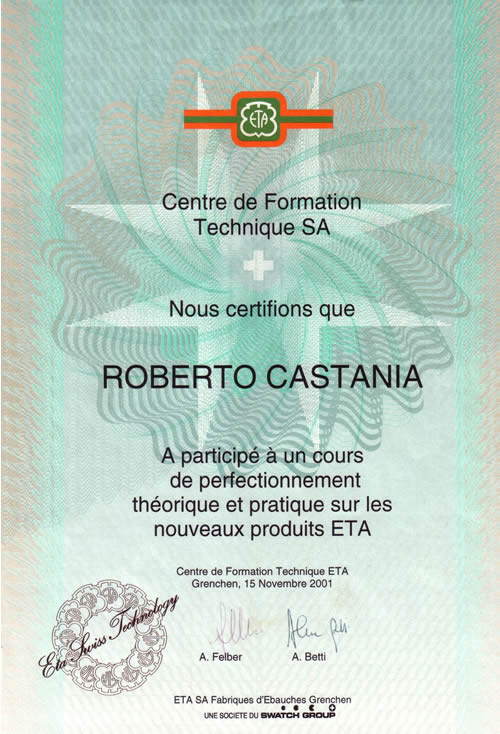 ETA
Centre de Formation
Technique SA
Nous certifions que
ROBERTO CASTANIA
A participé à un cours
de perfectionnement
théorique et pratique sur les
nouveaux produits ETA
Centre de Formation Technique ETA
Grenchen, 15 Novembre 2001
Eta Swiss Technology
A. Felber
A. Betti
ETA SA Fabriques d'Ebauches Grenchen
UNE SOCIETE DU SWATCH GROUP